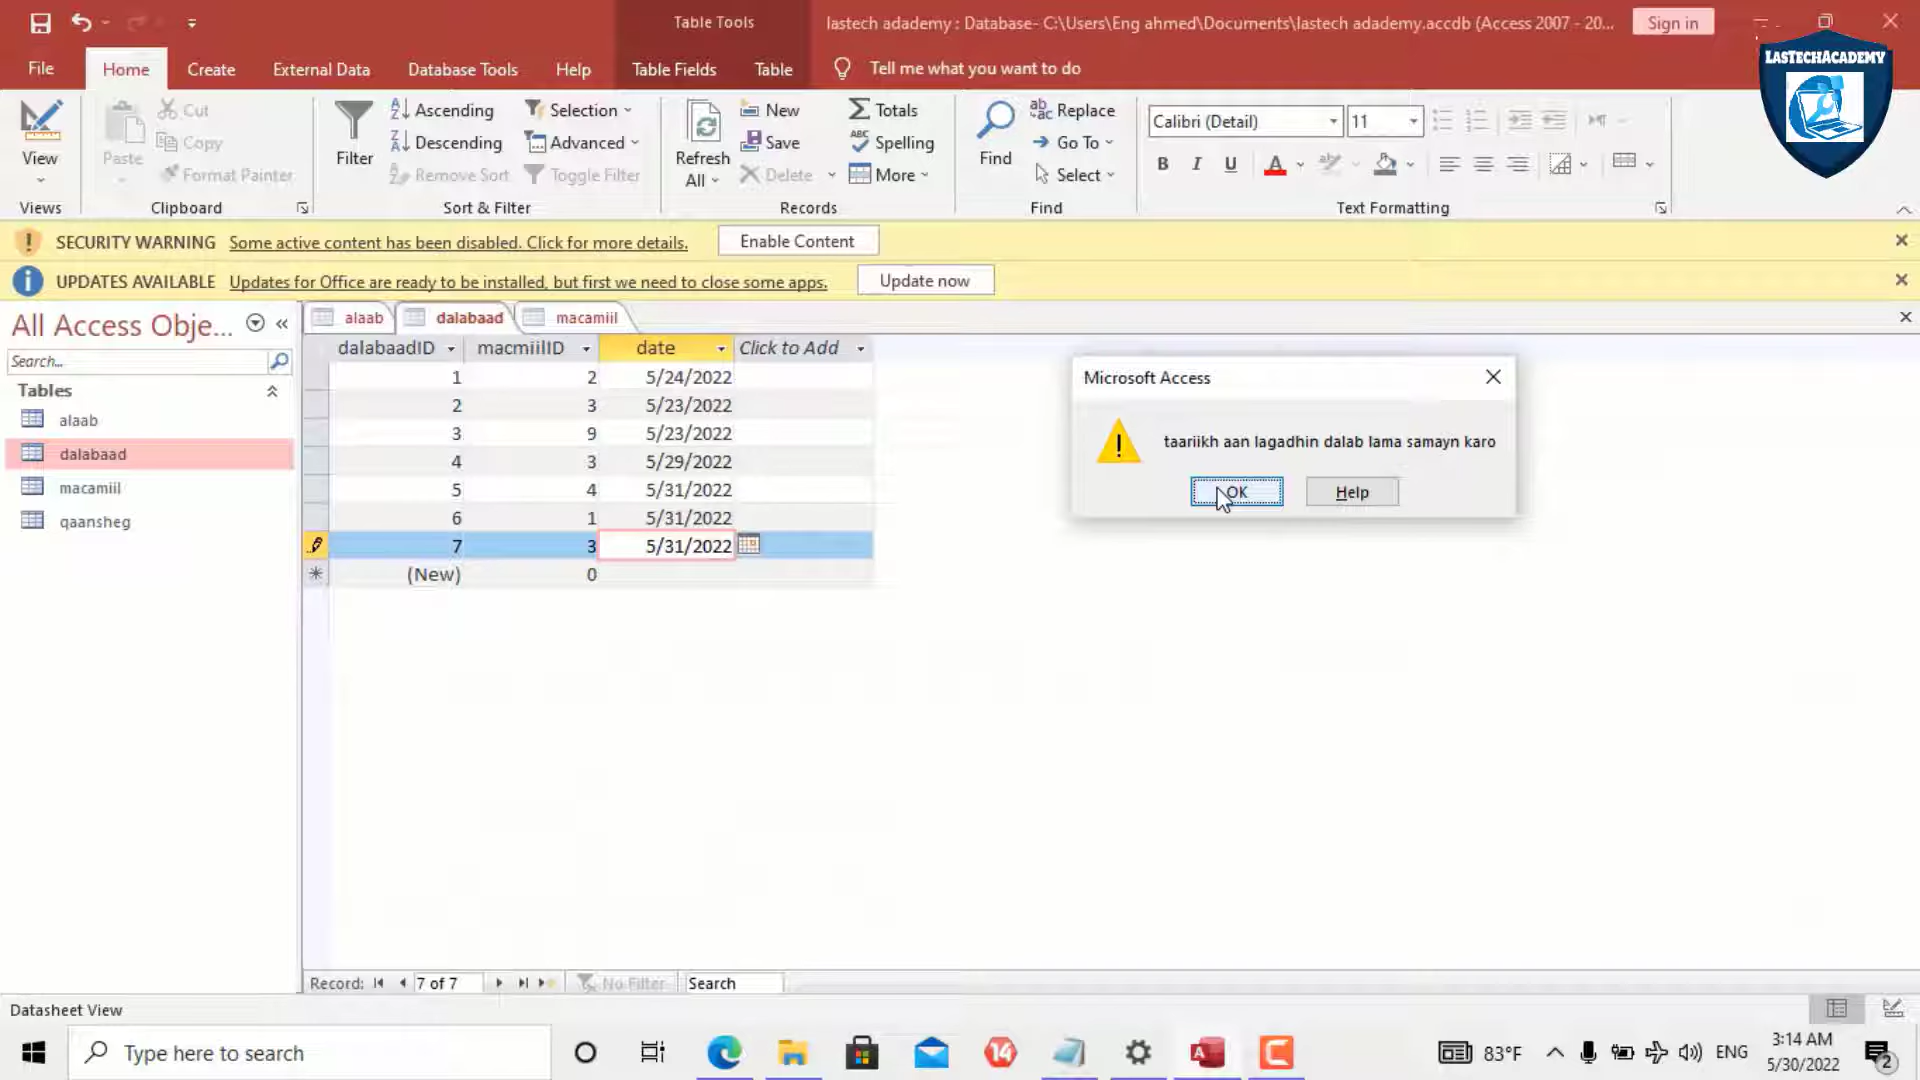 Table Tools
lastech adademy : Database- C:\Users\Eng ahmed\Documents\lastech adademy.accdb (Access 2007 - 20...
Sign in
File
Home
Create
External Data
Database Tools
Help
Table Fields
Table
Tell me what you want to do
LASTECHACADEMY
View
Paste
Cut
Copy
Format Painter
Filter
Ascending
Descending
Remove Sort
Selection
Advanced
Toggle Filter
Refresh
All
New
Save
Delete
Totals
Spelling
More
Find
Replace
Go To
Select
Calibri (Detail)
11
B I U A
Views
Clipboard
Sort & Filter
Records
Find
Text Formatting
SECURITY WARNING Some active content has been disabled. Click for more details. Enable Content
UPDATES AVAILABLE Updates for Office are ready to be installed, but first we need to close some apps. Update now
All Access Obje...
Search...
Tables
alaab
dalabaad
macamiil
qaansheg
alaab dalabaad macamiil
dalabaadID macmiilID date Click to Add
1 2 5/24/2022
2 3 5/23/2022
3 9 5/23/2022
4 3 5/29/2022
5 4 5/31/2022
6 1 5/31/2022
7 3 5/31/2022
(New) 0
Microsoft Access
taariikh aan lagadhin dalab lama samayn karo
OK Help
Record: 7 of 7 No Filter Search
Datasheet View
Type here to search
14
83°F
ENG
3:14 AM
5/30/2022
2